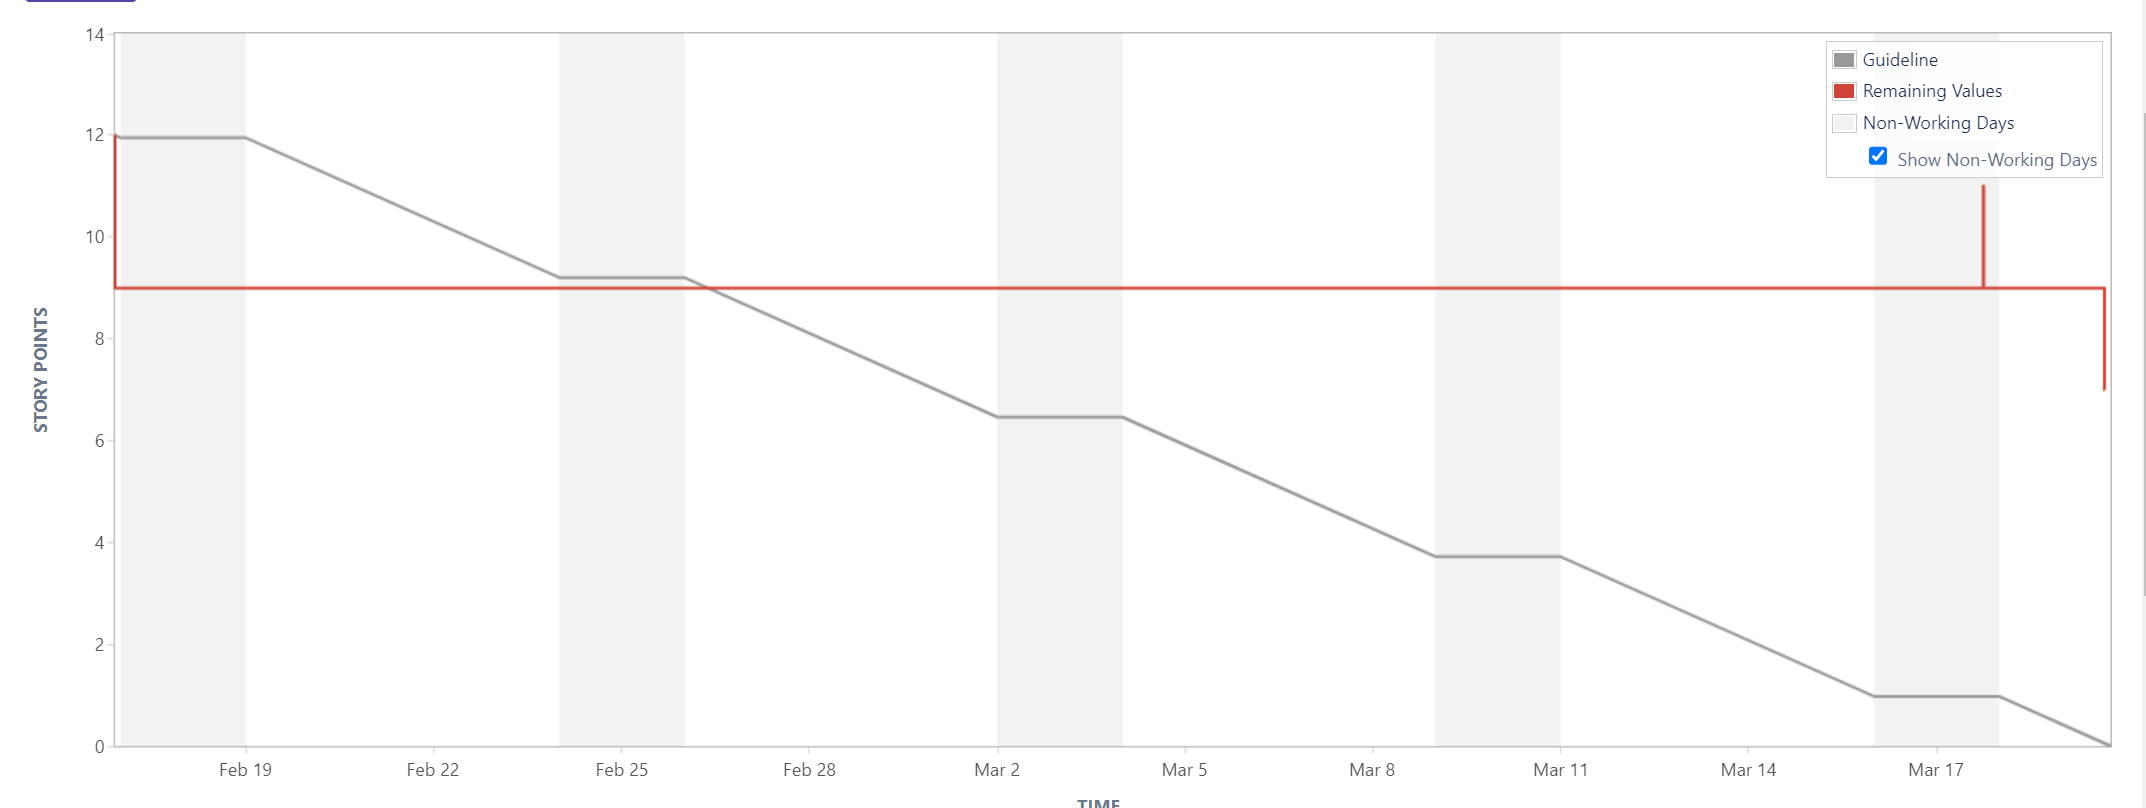 14
12
10
8
6
4
2
0
STORY POINTS
Guideline
Remaining Values
Non-Working Days
Show Non-Working Days
Feb 19 Feb 22 Feb 25 Feb 28 Mar 2 Mar 5 Mar 8 Mar 11 Mar 14 Mar 17
TIME